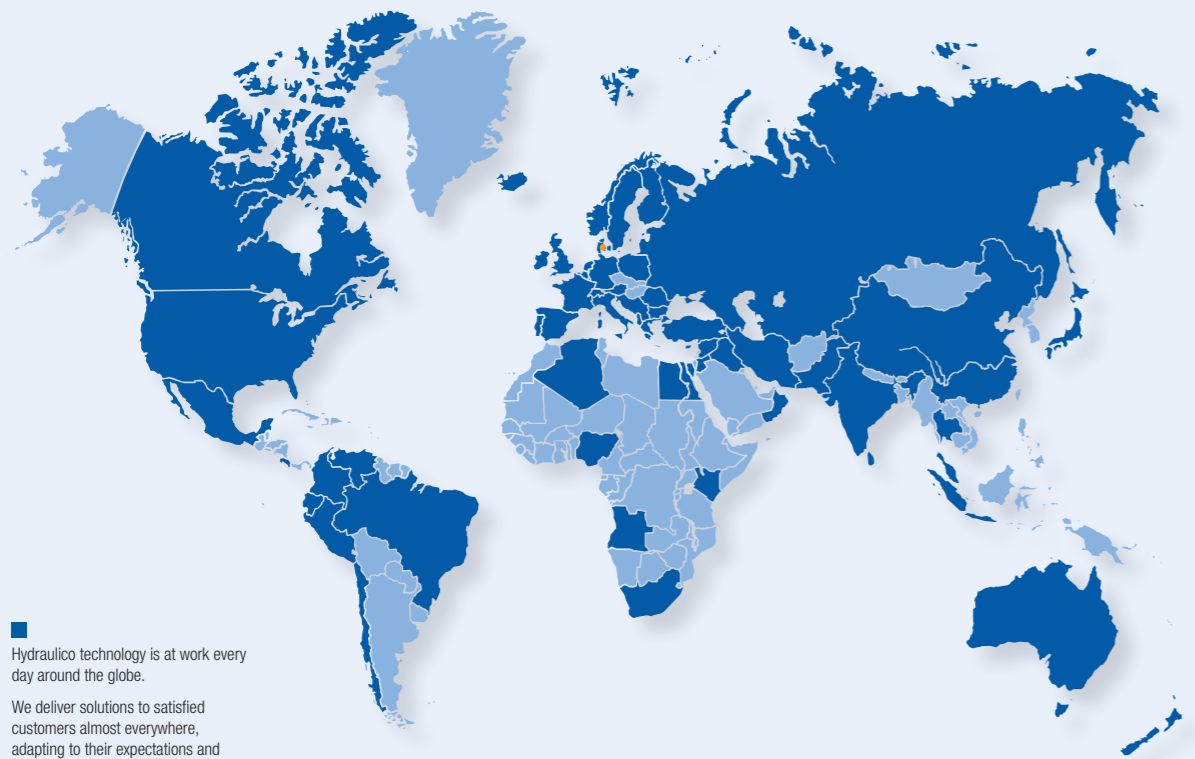 Hydraulico technology is at work every
day around the globe.
We deliver solutions to satisfied
customers almost everywhere,
adapting to their expectations and